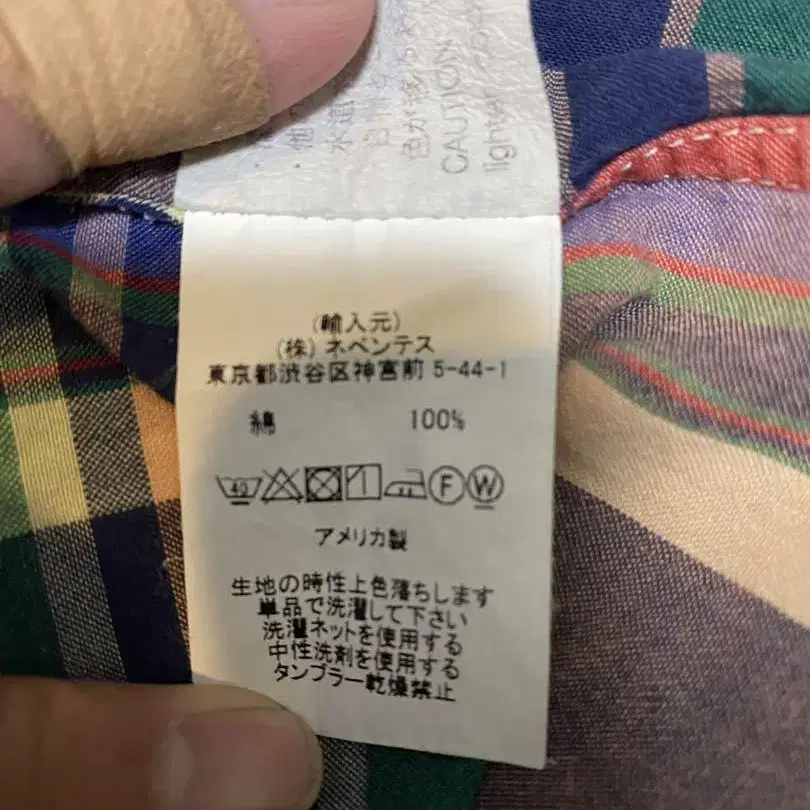 CAUTION
(輸入元)
(株) ネペンテス
東京都渋谷区神宮前 5-44-1
綿 100%
40 F W
アメリカ製
生地の時性上色落ちします
単品で洗濯して下さい
洗濯ネットを使用する
中性洗剤を使用する
タンブラー乾燥禁止